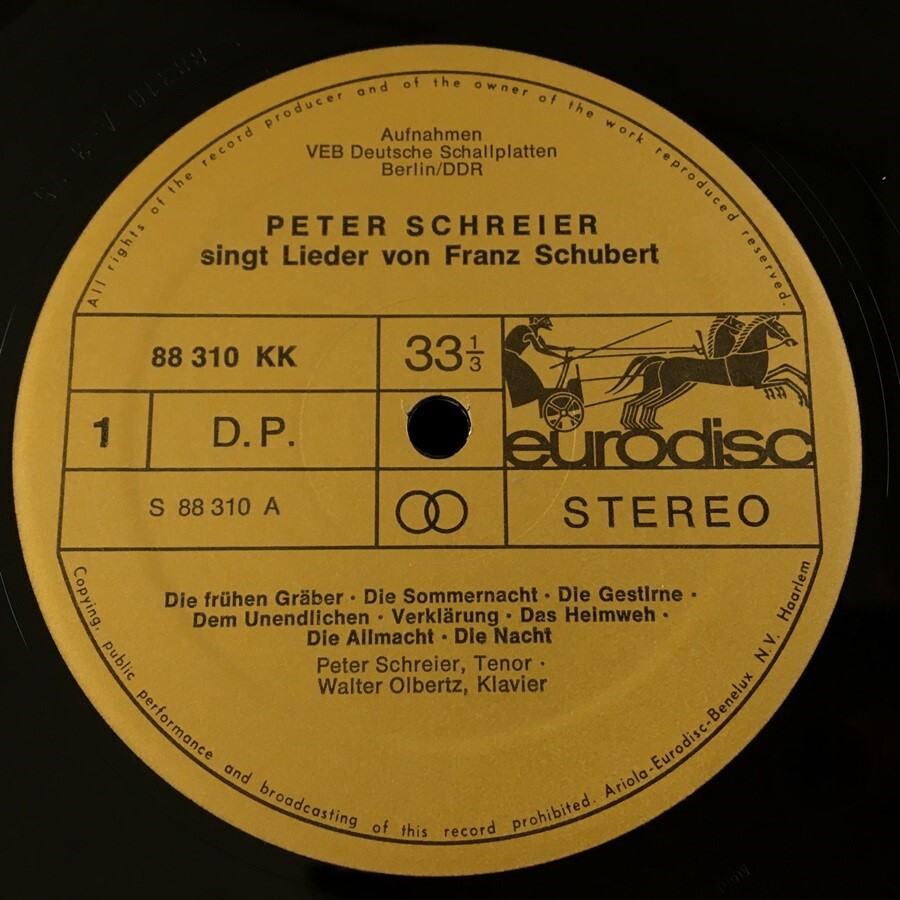 All rights of the record producer and of the owner of the work reproduced reserved.
Aufnahmen
VEB Deutsche Schallplatten
Berlin/DDR
PETER SCHREIER
singt Lieder von Franz Schubert
88 310 KK
33 1/3
eurodisc
1
D.P.
S 88 310 A
STEREO
Die frühen Gräber · Die Sommernacht · Die Gestirne ·
Dem Unendlichen · Verklärung · Das Heimweh ·
Die Allmacht · Die Nacht
Peter Schreier, Tenor ·
Walter Olbertz, Klavier
Copying, public performance and broadcasting of this record prohibited. Ariola-Eurodisc-Benelux N.V. Haarlem